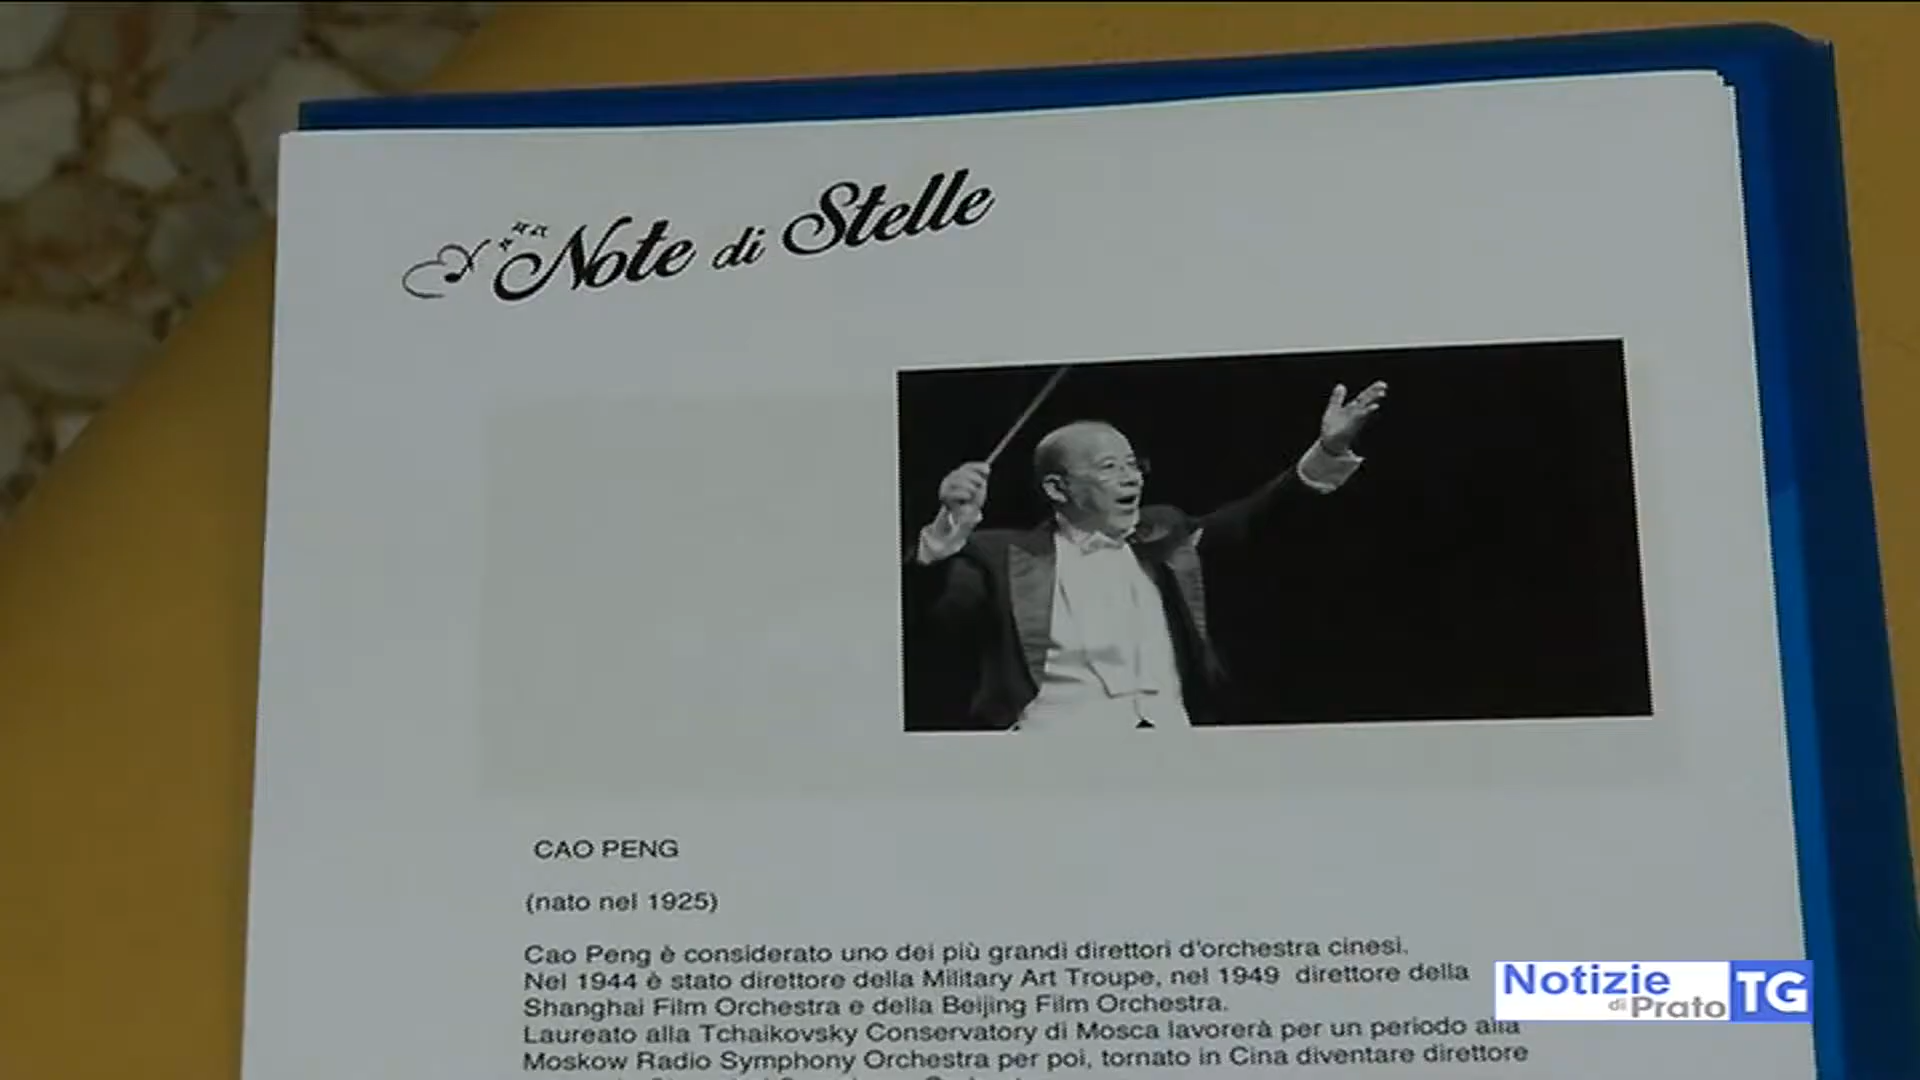 Note di Stelle
CAO PENG
(nato nel 1925)
Cao Peng è considerato uno dei più grandi direttori d'orchestra cinesi.
Nel 1944 è stato direttore della Military Art Troupe, nel 1949 direttore della
Shanghai Film Orchestra e della Beijing Film Orchestra.
Laureato alla Tchaikovsky Conservatory di Mosca lavorerà per un periodo alla
Moskow Radio Symphony Orchestra per poi, tornato in Cina diventare direttore
Notizie
di Prato TG